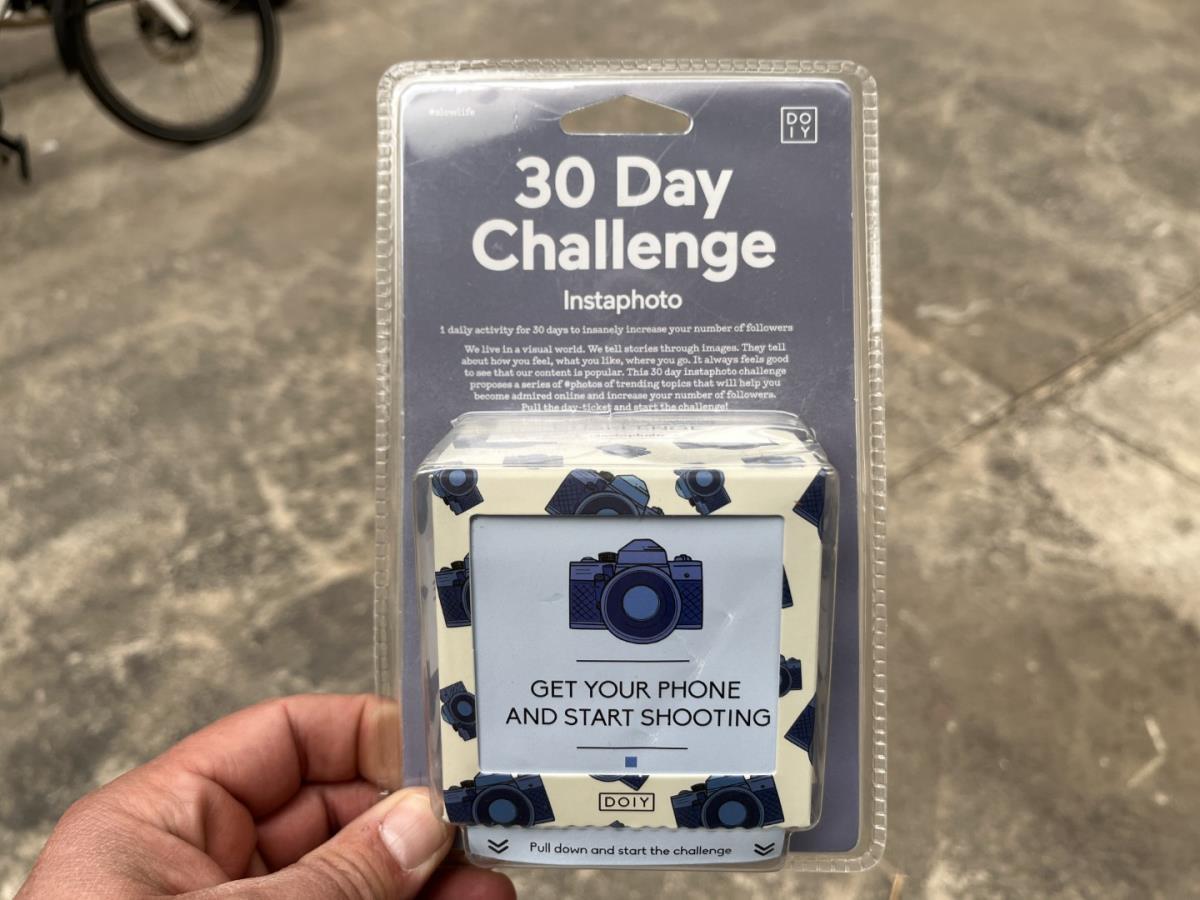 #slowlife
DO
IY
30 Day
Challenge
Instaphoto
1 daily activity for 30 days to insanely increase your number of followers
We live in a visual world. We tell stories through images. They tell
about how you feel, what you like, where you go. It always feels good
to see that our content is popular. This 30 day instaphoto challenge
proposes a series of #photos of trending topics that will help you
become admired online and increase your number of followers.
Pull the day-ticket and start the challenge!
GET YOUR PHONE
AND START SHOOTING
DOIY
Pull down and start the challenge